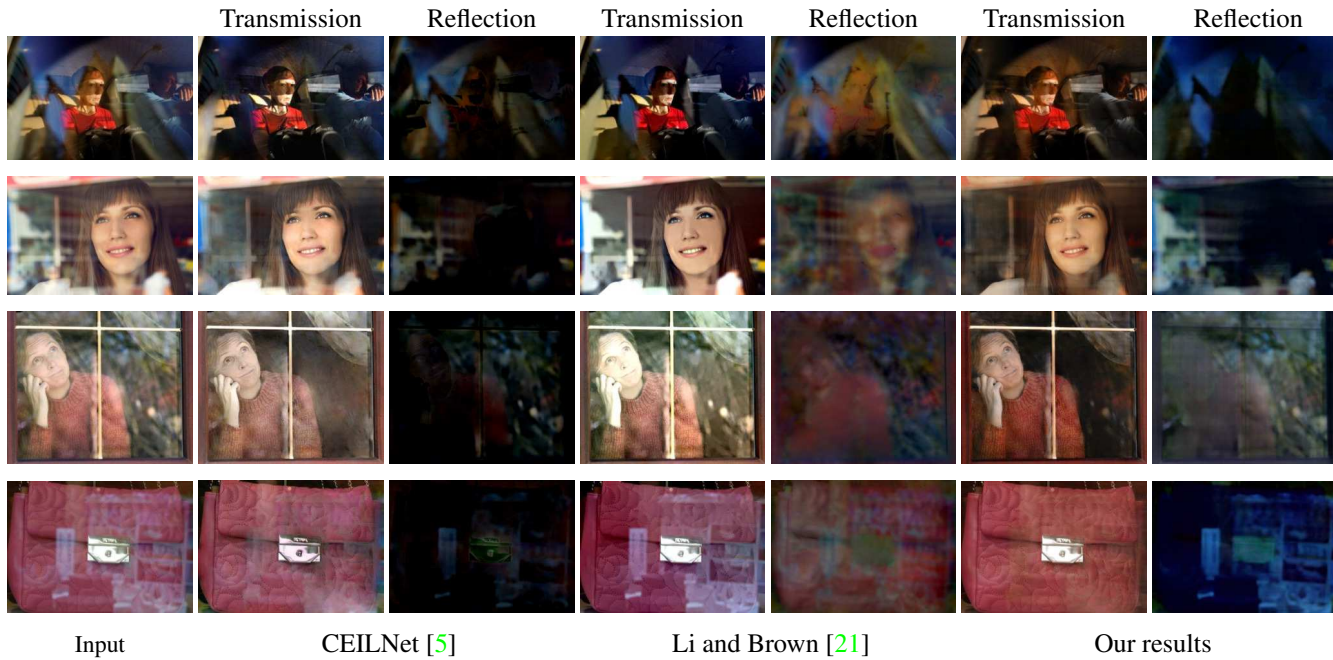 Transmission Reflection Transmission Reflection Transmission Reflection
Input CEILNet [5] Li and Brown [21] Our results